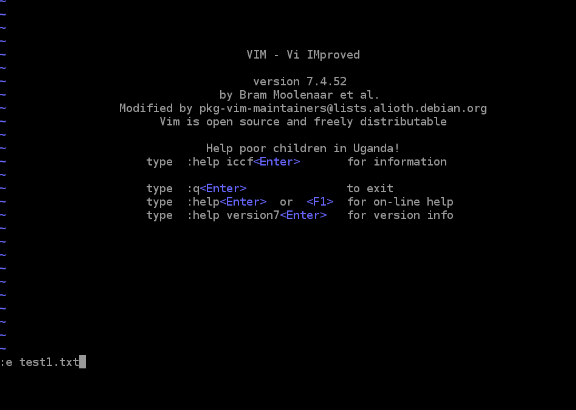 ~
~
~
~
~ VIM - Vi IMproved
~
~ version 7.4.52
~ by Bram Moolenaar et al.
~ Modified by pkg-vim-maintainers@lists.alioth.debian.org
~ Vim is open source and freely distributable
~
~ Help poor children in Uganda!
~ type :help iccf<Enter> for information
~
~ type :q<Enter> to exit
~ type :help<Enter> or <F1> for on-line help
~ type :help version7<Enter> for version info
~
~
~
~
~
~
~
~
~
~
:e test1.txt